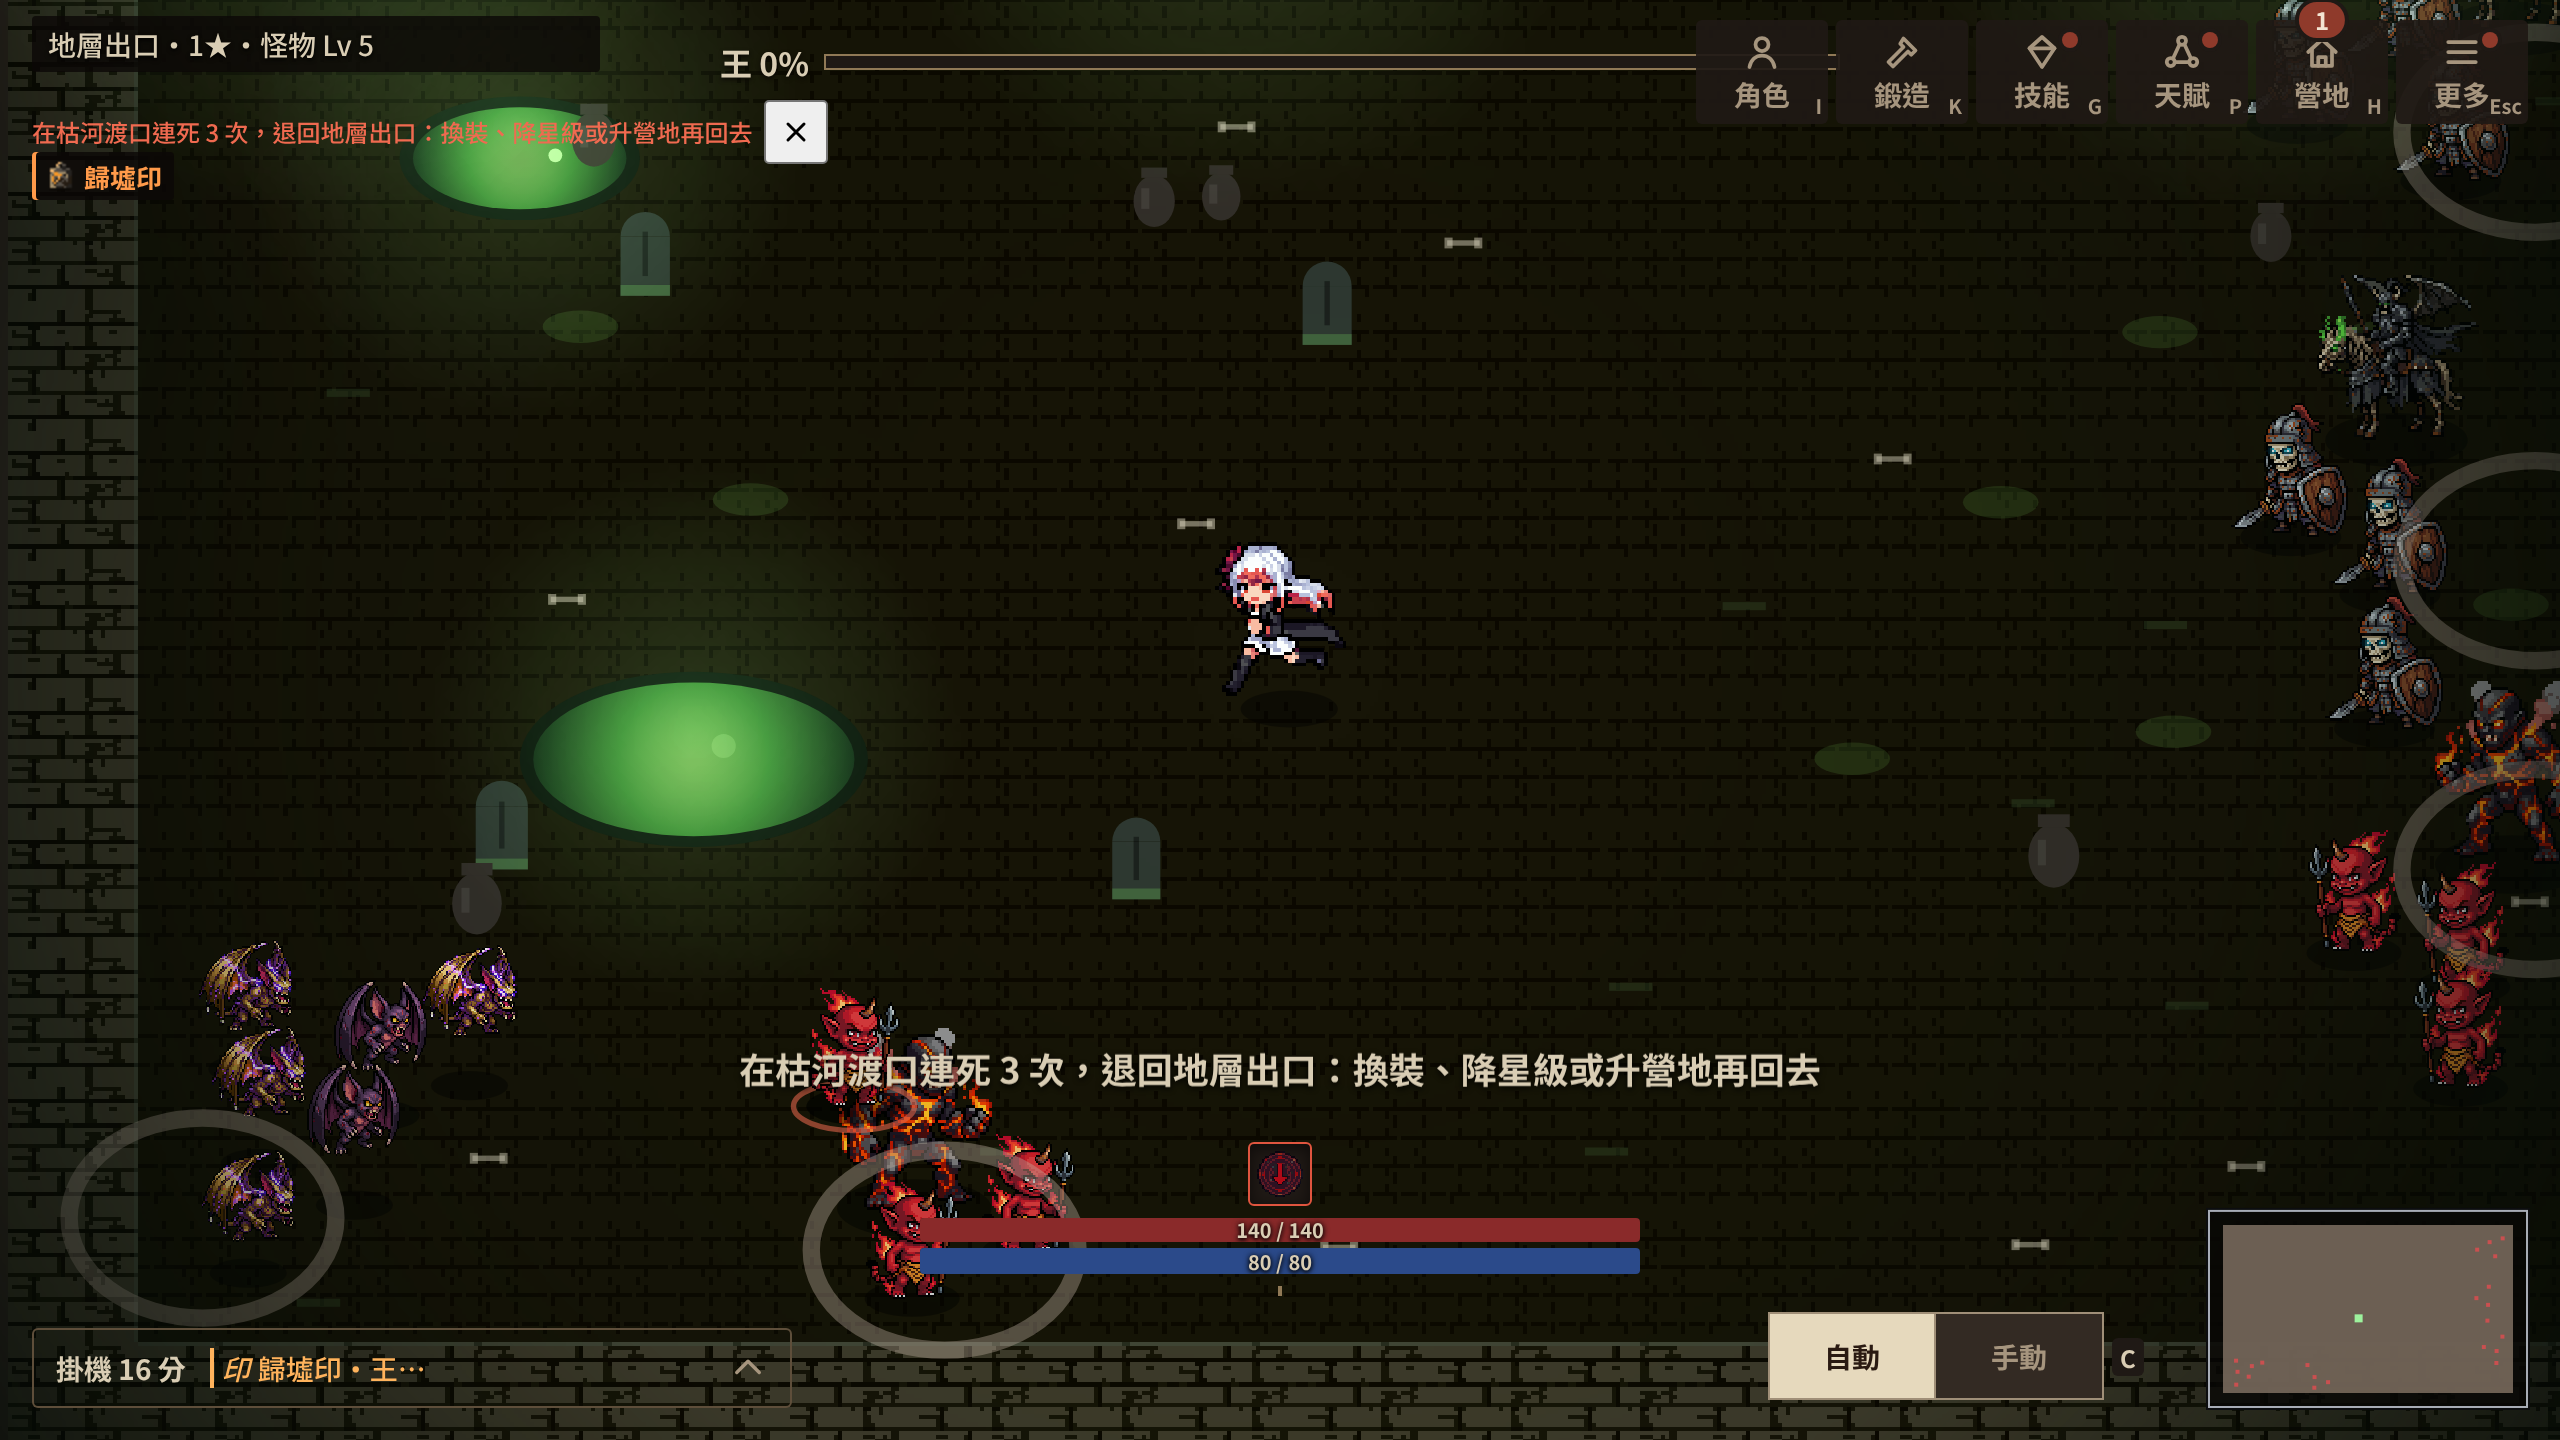 地層出口・1★・怪物 Lv 5
王 0%
1
角色 I
鍛造 K
技能 G
天賦 P
營地 H
更多 Esc
在枯河渡口連死 3 次，退回地層出口：換裝、降星級或升營地再回去
歸墟印
在枯河渡口連死 3 次，退回地層出口：換裝、降星級或升營地再回去
140 / 140
80 / 80
掛機 16 分
印 歸墟印・王…
自動
手動
C